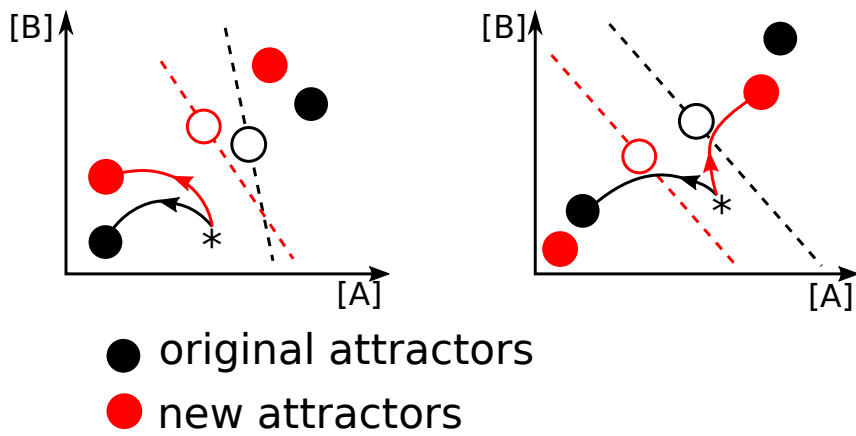 [B]
[A]
*
[B]
[A]
*
original attractors
new attractors